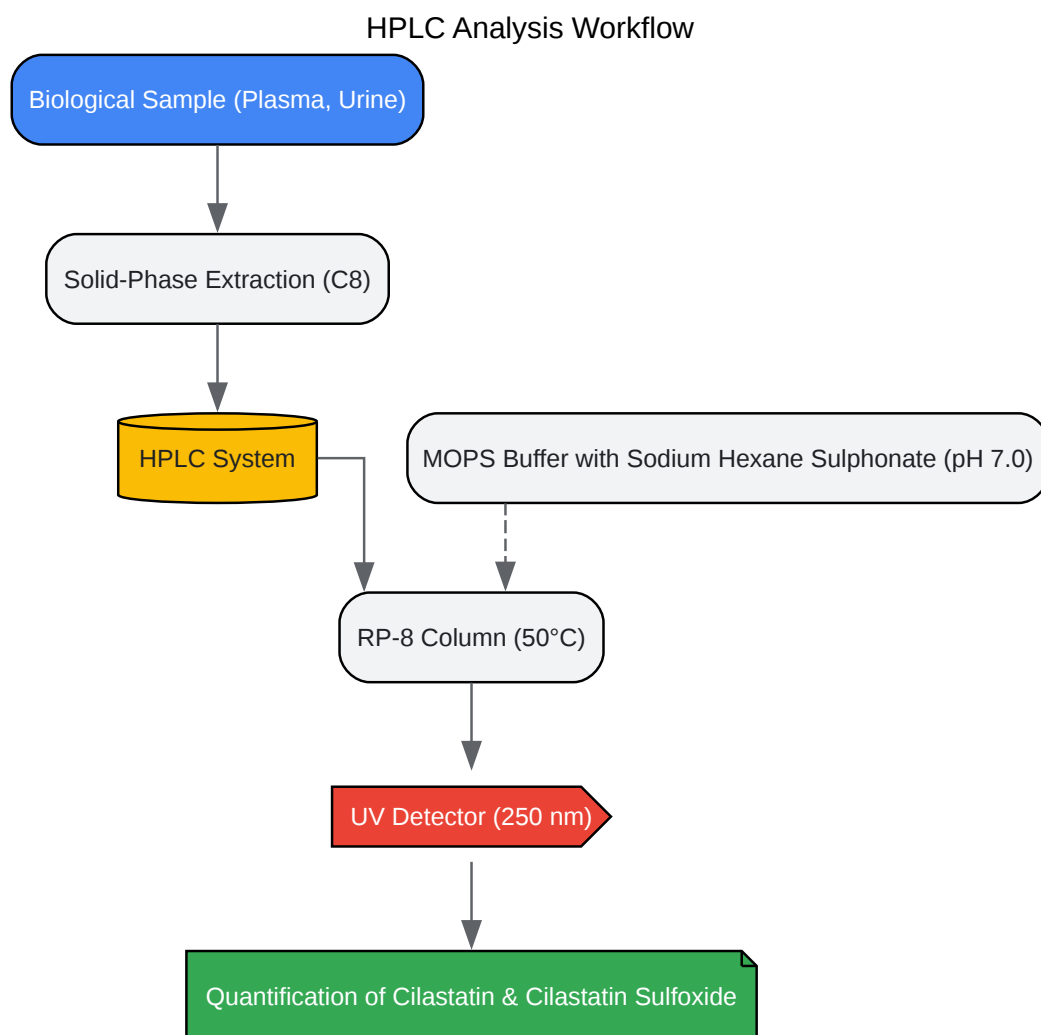 HPLC Analysis Workflow
Biological Sample (Plasma, Urine)
Solid-Phase Extraction (C8)
HPLC System
MOPS Buffer with Sodium Hexane Sulphonate (pH 7.0)
RP-8 Column (50°C)
UV Detector (250 nm)
Quantification of Cilastatin & Cilastatin Sulfoxide